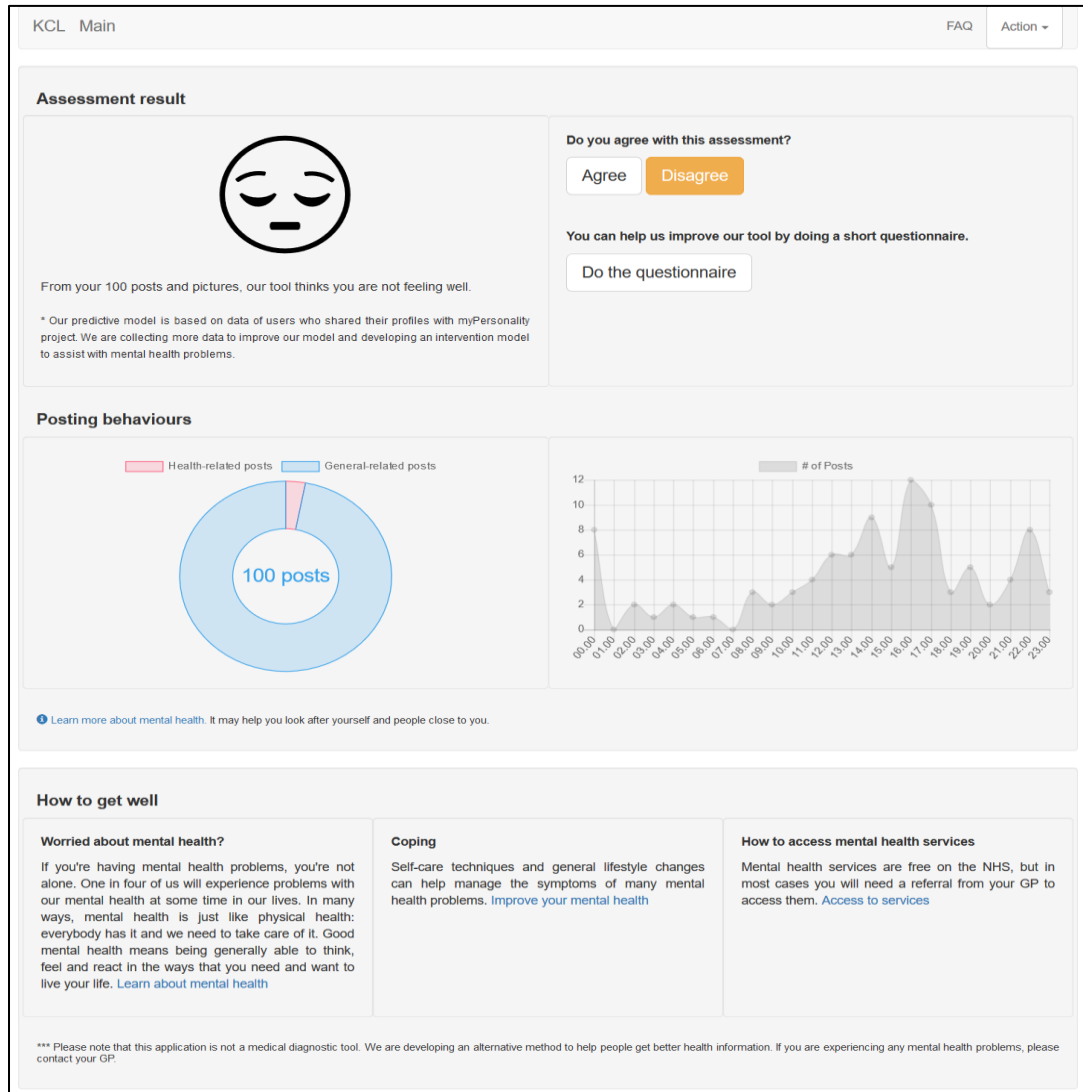 KCL Main
FAQ
Action
Assessment result
From your 100 posts and pictures, our tool thinks you are not feeling well.
* Our predictive model is based on data of users who shared their profiles with myPersonality
project. We are collecting more data to improve our model and developing an intervention model
to assist with mental health problems.
Do you agree with this assessment?
Agree
Disagree
You can help us improve our tool by doing a short questionnaire.
Do the questionnaire
Posting behaviours
Health-related posts
General-related posts
100 posts
# of Posts
12
10
8
6
4
2
0
00.00
01.00
02.00
03.00
04.00
05.00
06.00
07.00
08.00
09.00
10.00
11.00
12.00
13.00
14.00
15.00
16.00
17.00
18.00
19.00
20.00
21.00
22.00
23.00
Learn more about mental health. It may help you look after yourself and people close to you.
How to get well
Worried about mental health?
If you're having mental health problems, you're not
alone. One in four of us will experience problems with
our mental health at some time in our lives. In many
ways, mental health is just like physical health:
everybody has it and we need to take care of it. Good
mental health means being generally able to think,
feel and react in the ways that you need and want to
live your life. Learn about mental health
Coping
Self-care techniques and general lifestyle changes
can help manage the symptoms of many mental
health problems. Improve your mental health
How to access mental health services
Mental health services are free on the NHS, but in
most cases you will need a referral from your GP to
access them. Access to services
*** Please note that this application is not a medical diagnostic tool. We are developing an alternative method to help people get better health information. If you are experiencing any mental health problems, please
contact your GP.